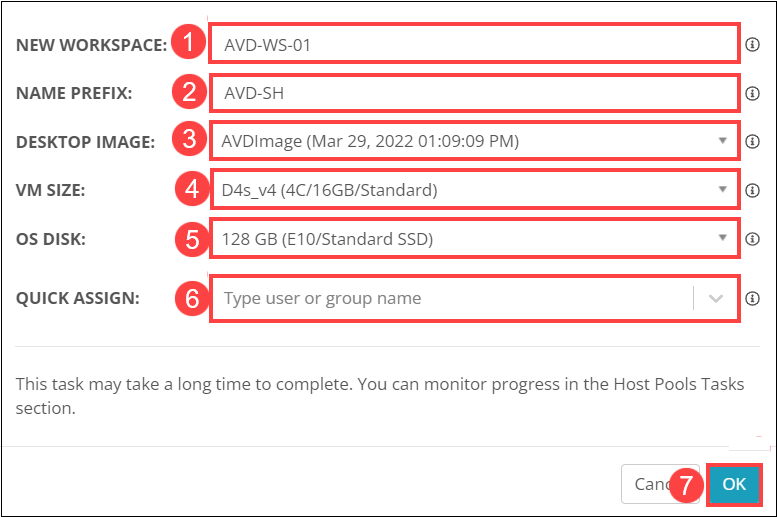 NEW WORKSPACE: 1 AVD-WS-01
NAME PREFIX: 2 AVD-SH
DESKTOP IMAGE: 3 AVDImage (Mar 29, 2022 01:09:09 PM)
VM SIZE: 4 D4s_v4 (4C/16GB/Standard)
OS DISK: 5 128 GB (E10/Standard SSD)
QUICK ASSIGN: 6 Type user or group name
This task may take a long time to complete. You can monitor progress in the Host Pools Tasks
section.
7 OK